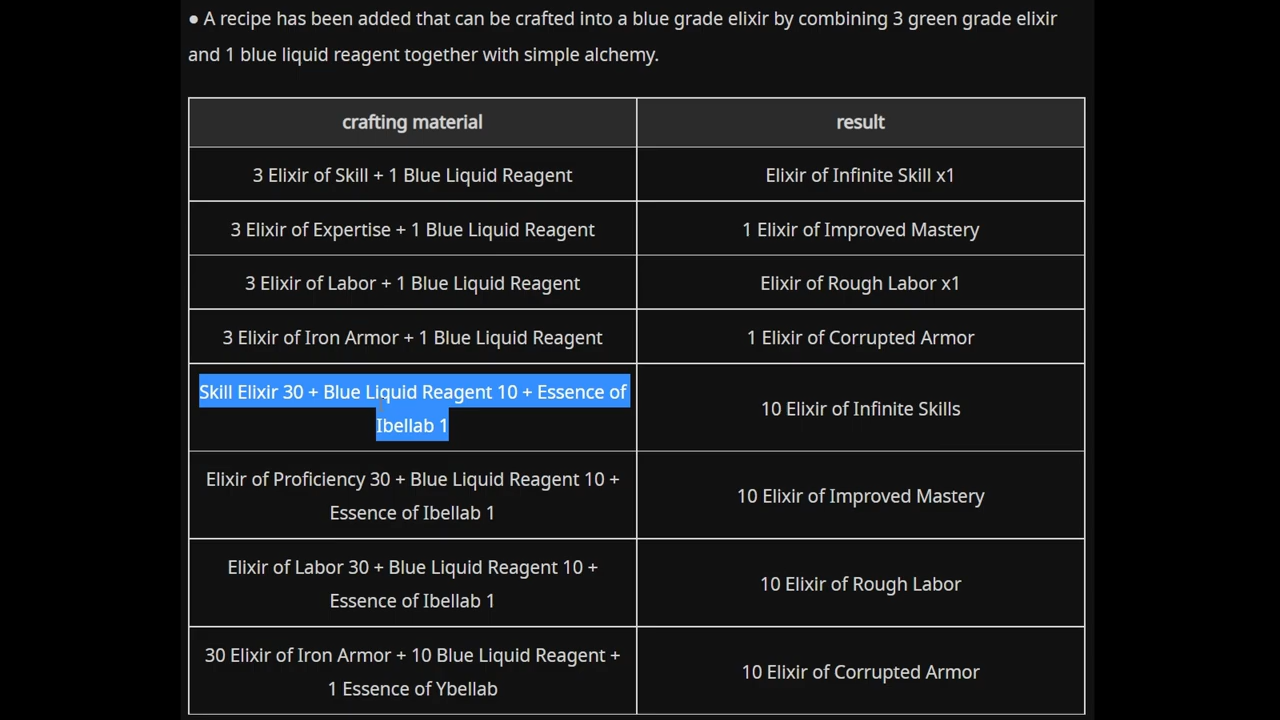 ● A recipe has been added that can be crafted into a blue grade elixir by combining 3 green grade elixir
and 1 blue liquid reagent together with simple alchemy.
crafting material
result
3 Elixir of Skill + 1 Blue Liquid Reagent
Elixir of Infinite Skill x1
3 Elixir of Expertise + 1 Blue Liquid Reagent
1 Elixir of Improved Mastery
3 Elixir of Labor + 1 Blue Liquid Reagent
Elixir of Rough Labor x1
3 Elixir of Iron Armor + 1 Blue Liquid Reagent
1 Elixir of Corrupted Armor
Skill Elixir 30 + Blue Liquid Reagent 10 + Essence of
Ibellab 1
10 Elixir of Infinite Skills
Elixir of Proficiency 30 + Blue Liquid Reagent 10 +
Essence of Ibellab 1
10 Elixir of Improved Mastery
Elixir of Labor 30 + Blue Liquid Reagent 10 +
Essence of Ibellab 1
10 Elixir of Rough Labor
30 Elixir of Iron Armor + 10 Blue Liquid Reagent +
1 Essence of Ybellab
10 Elixir of Corrupted Armor